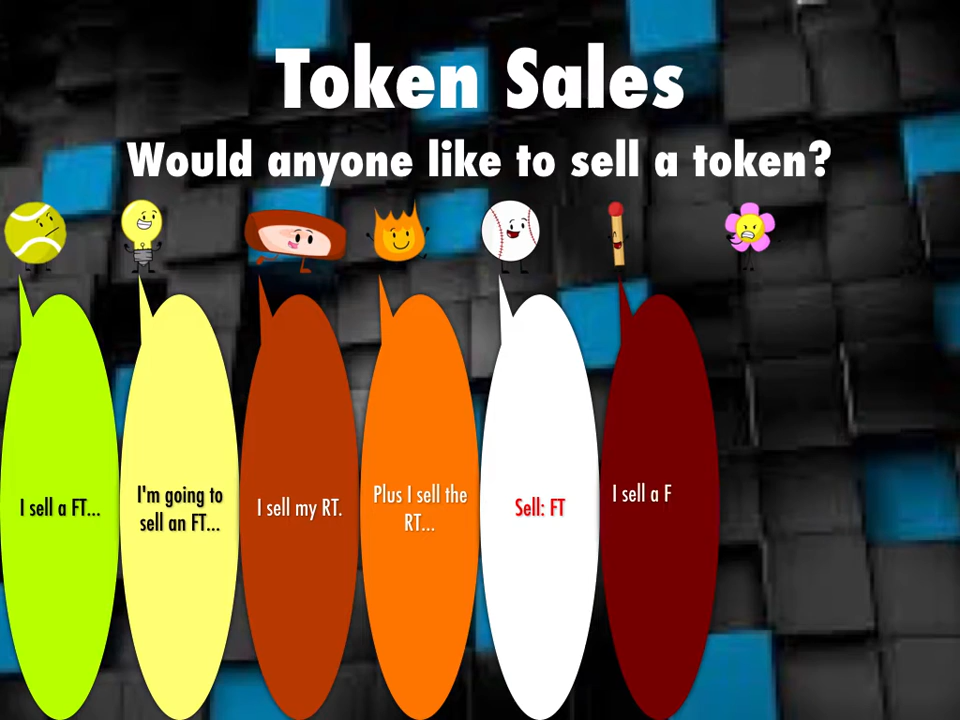 Token Sales
Would anyone like to sell a token?
I sell a FT...
I'm going to
sell an FT...
I sell my RT.
Plus I sell the
RT...
Sell: FT
I sell a F